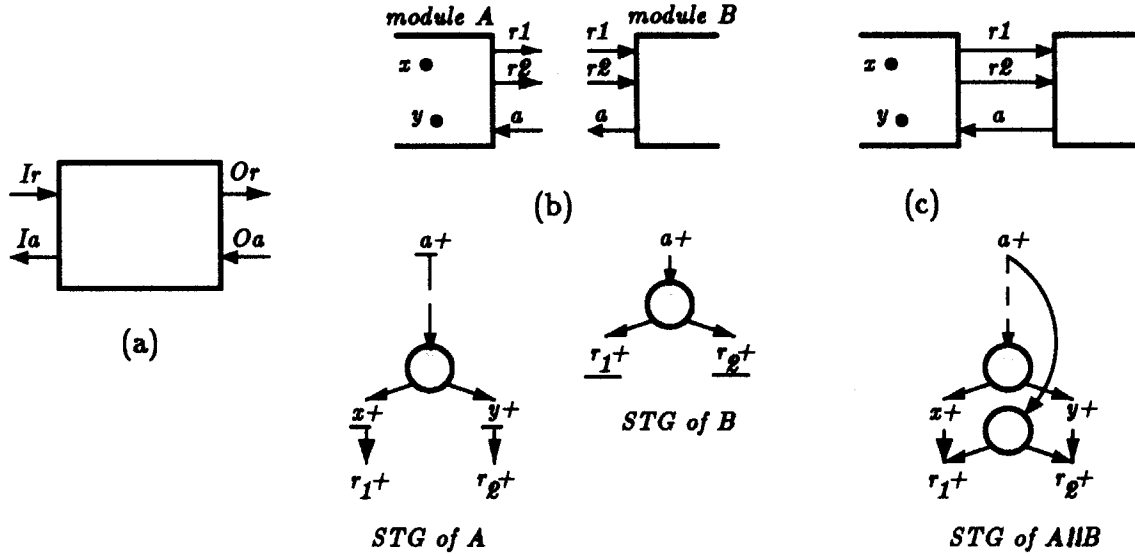 module A
module B
r1
r2
a
x
y
r1
r2
a
r1
r2
a
x
y
(b)
(c)
Ir
Or
Ia
Oa
(a)
a+
x+
y+
r1+
r2+
STG of A
a+
r1+
r2+
STG of B
a+
x+
y+
r1+
r2+
STG of A||B